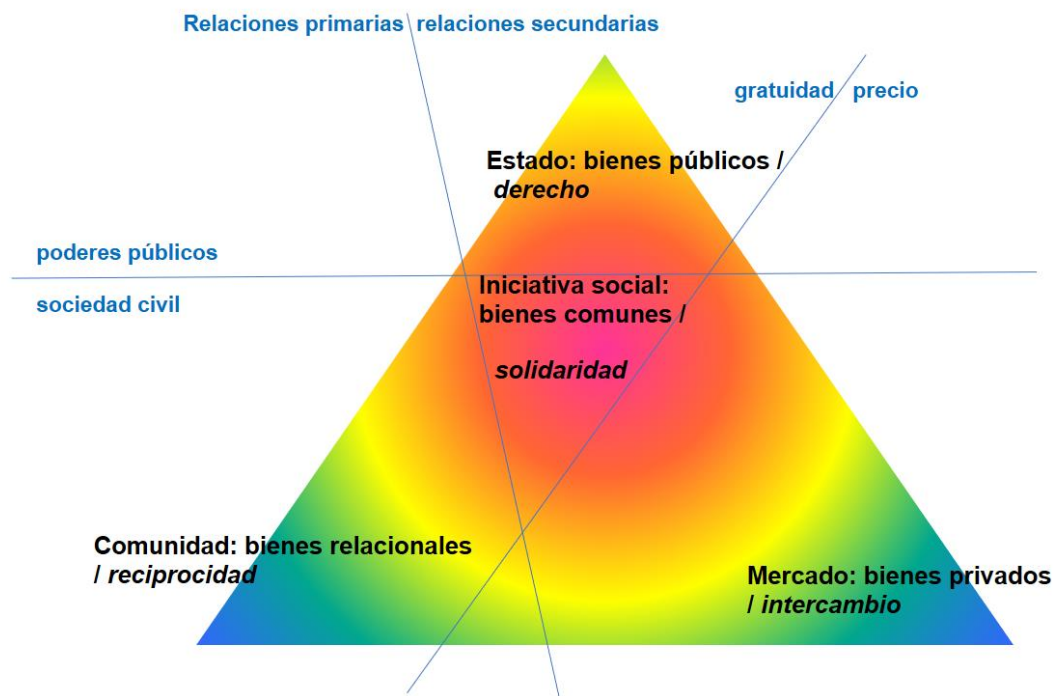 Relaciones primarias relaciones secundarias
gratuidad precio
Estado: bienes públicos /
derecho
poderes públicos
sociedad civil
Iniciativa social:
bienes comunes /
solidaridad
Comunidad: bienes relacionales
/ reciprocidad
Mercado: bienes privados
/ intercambio